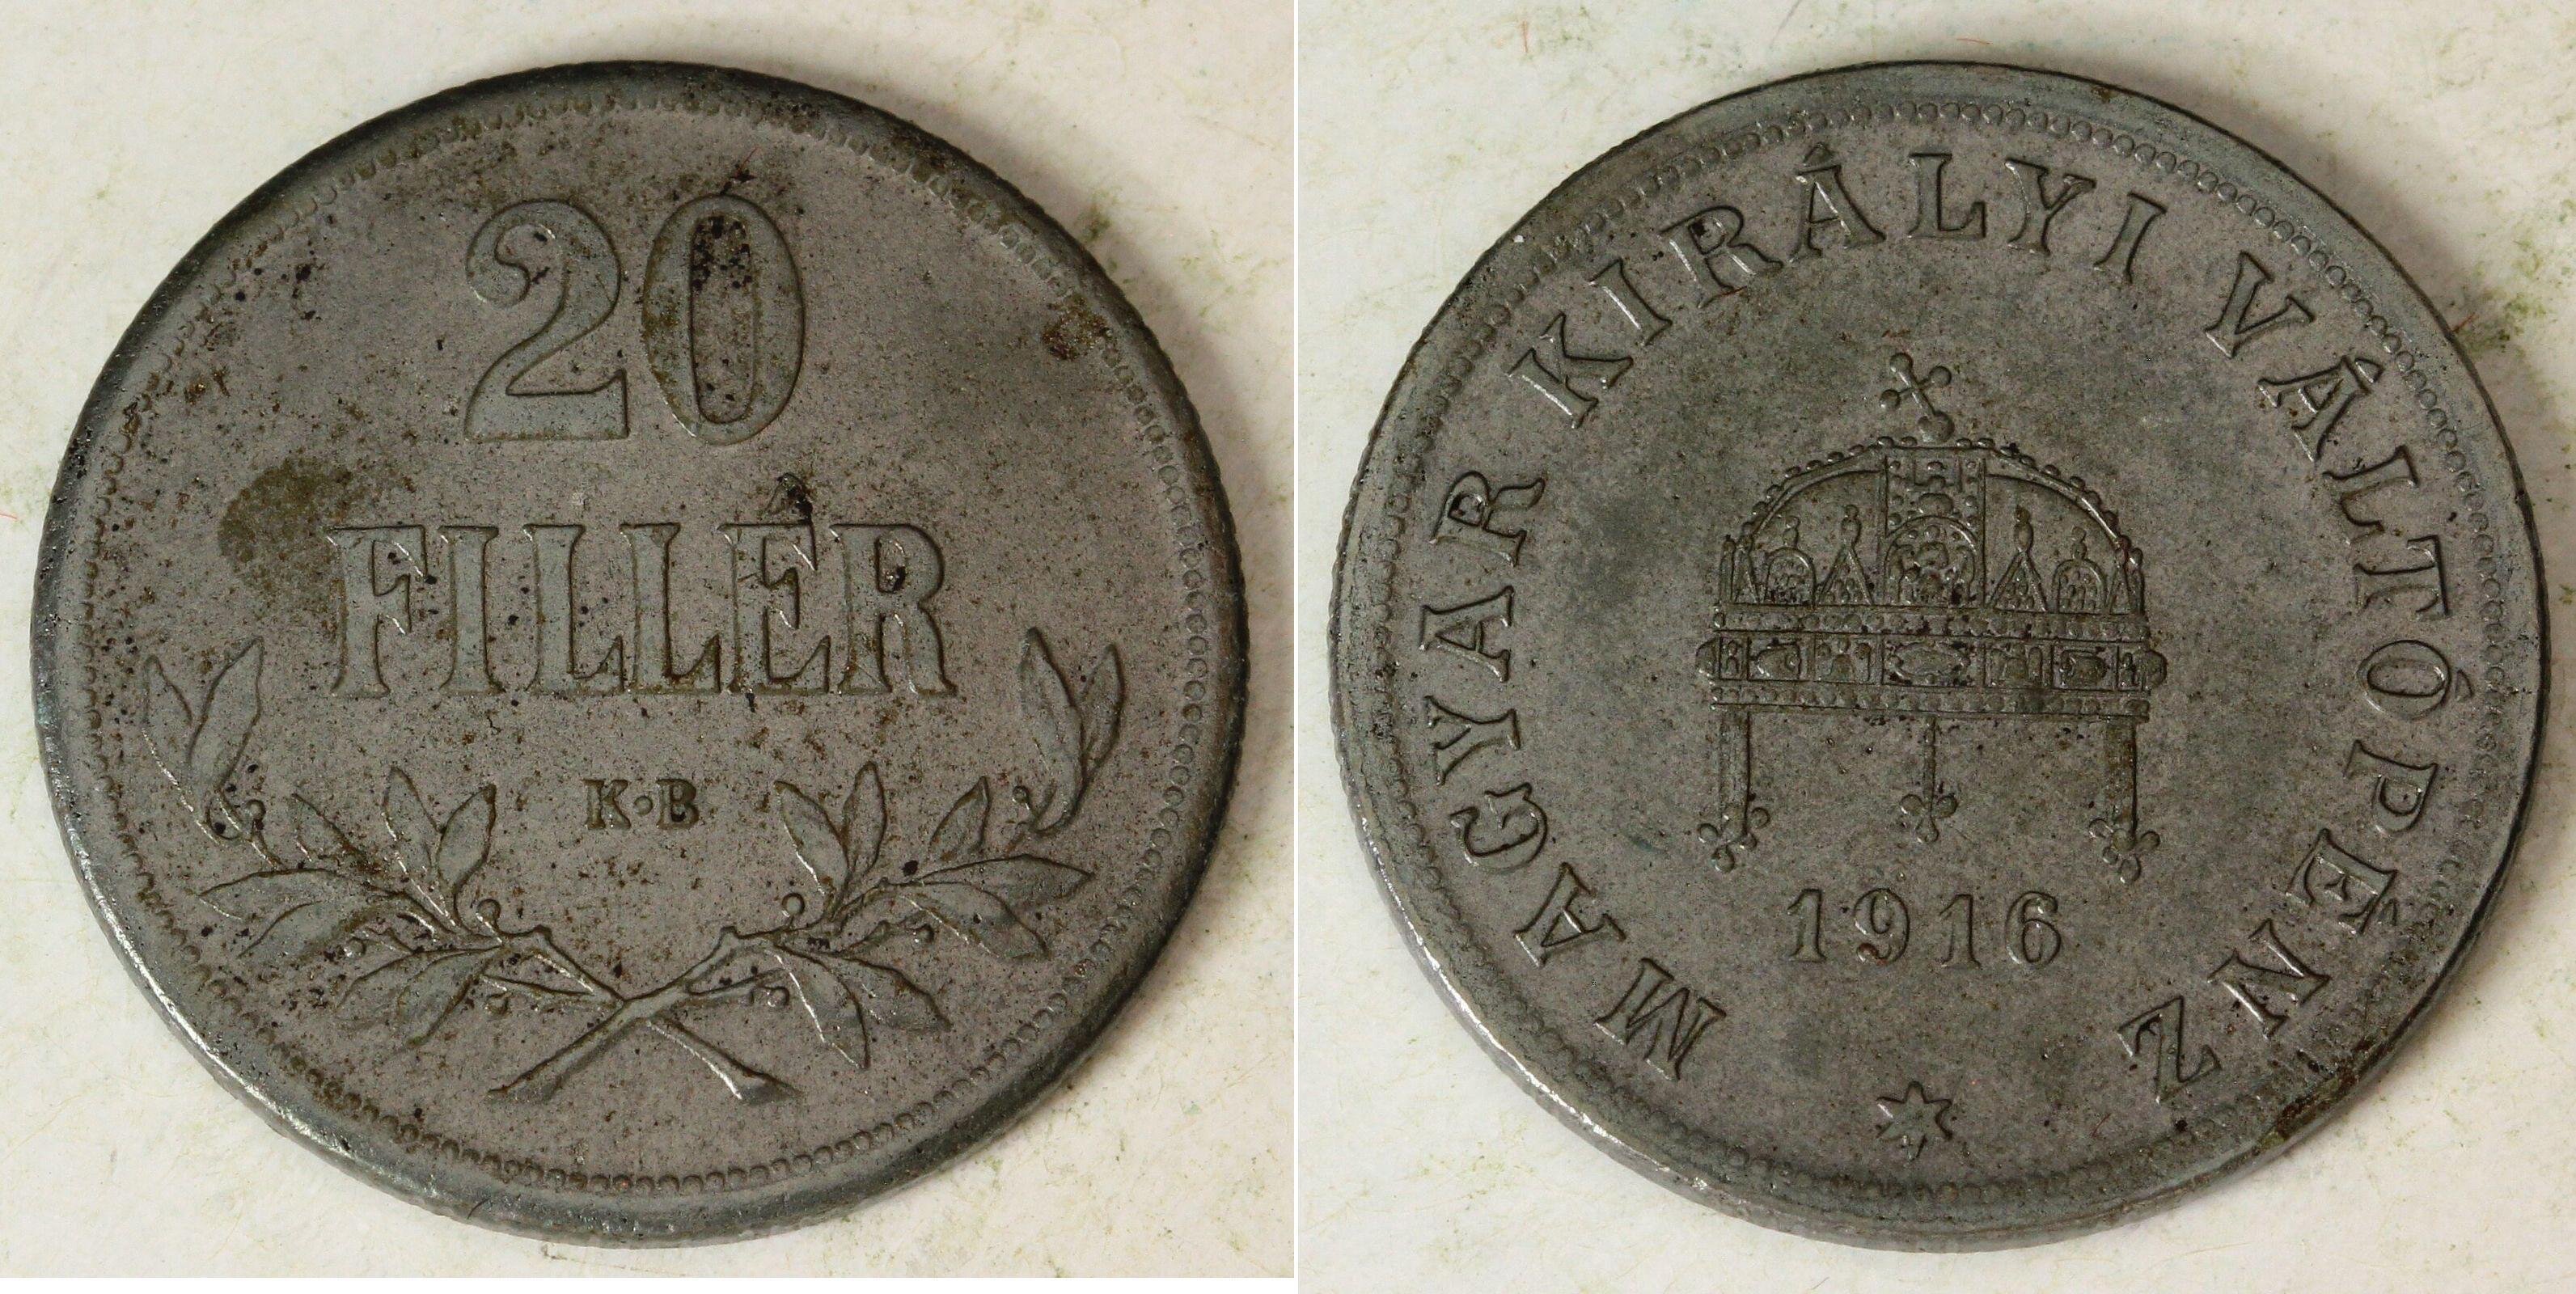 20
FILLÉR
K·B
MAGYAR KIRÁLYI VÁLTÓPÉNZ
1916